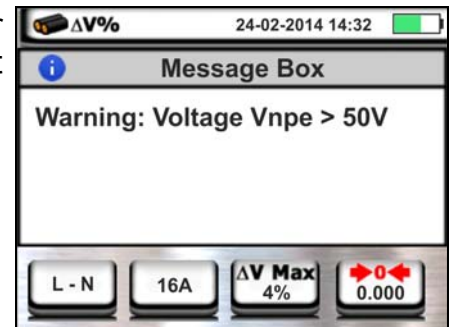 ΔV% 24-02-2014 14:32
Message Box
Warning: Voltage Vnpe > 50V
L - N
16A
ΔV Max
4%
0
0.000